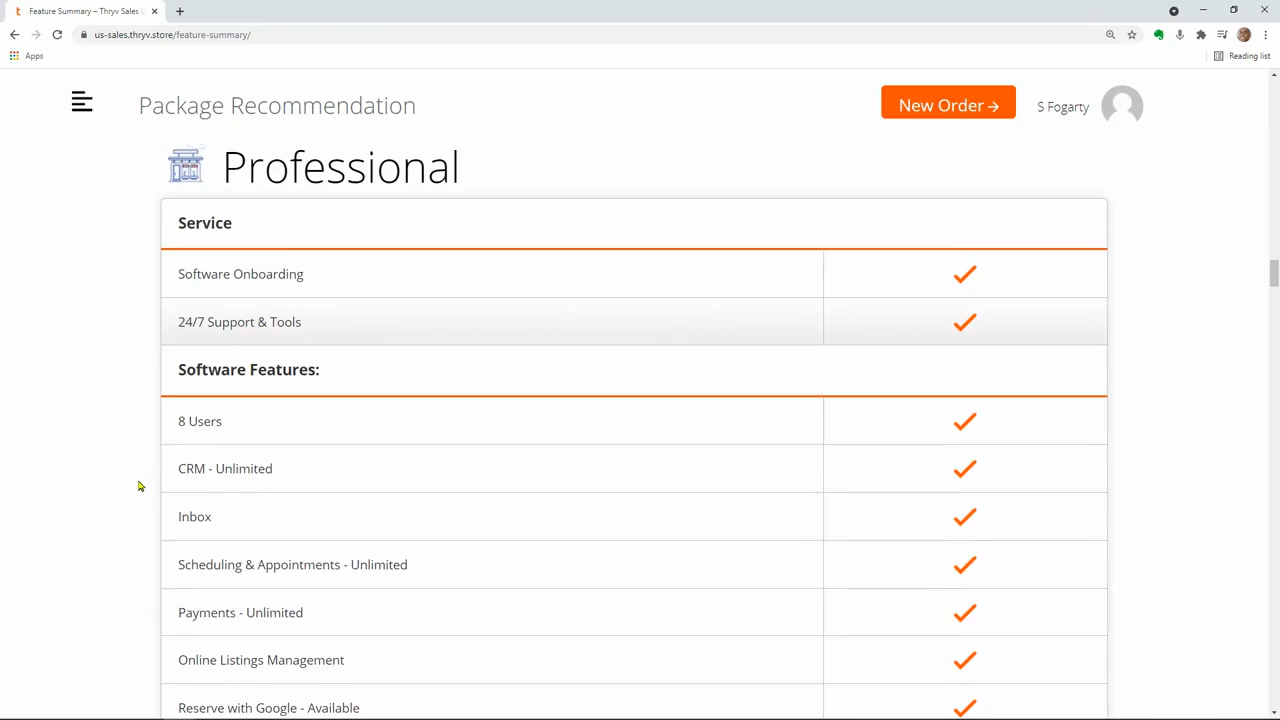 Feature Summary – Thryv Sales
us-sales.thryv.store/feature-summary/
Apps
Reading list
Package Recommendation
New Order →
S Fogarty
Professional
Service
Software Onboarding
24/7 Support & Tools
Software Features:
8 Users
CRM - Unlimited
Inbox
Scheduling & Appointments - Unlimited
Payments - Unlimited
Online Listings Management
Reserve with Google - Available